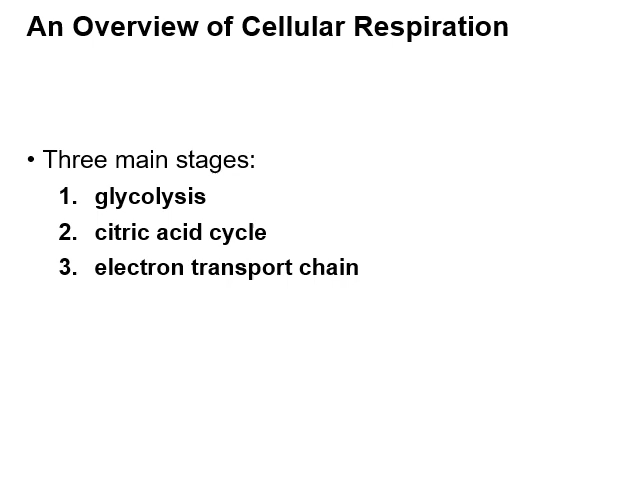 An Overview of Cellular Respiration
• Three main stages:
1. glycolysis
2. citric acid cycle
3. electron transport chain